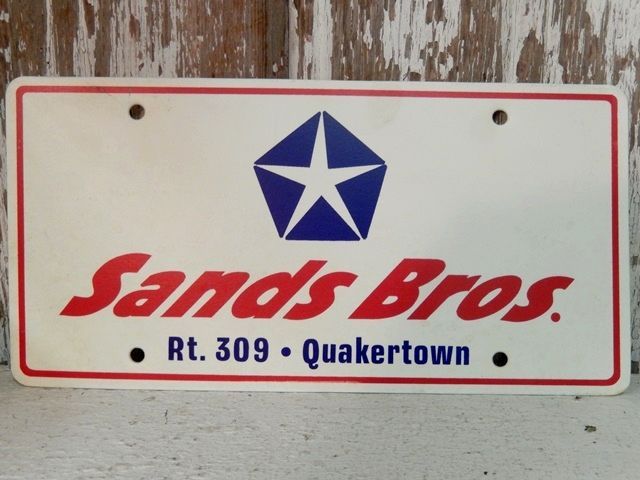 Sands Bros.
Rt. 309 • Quakertown